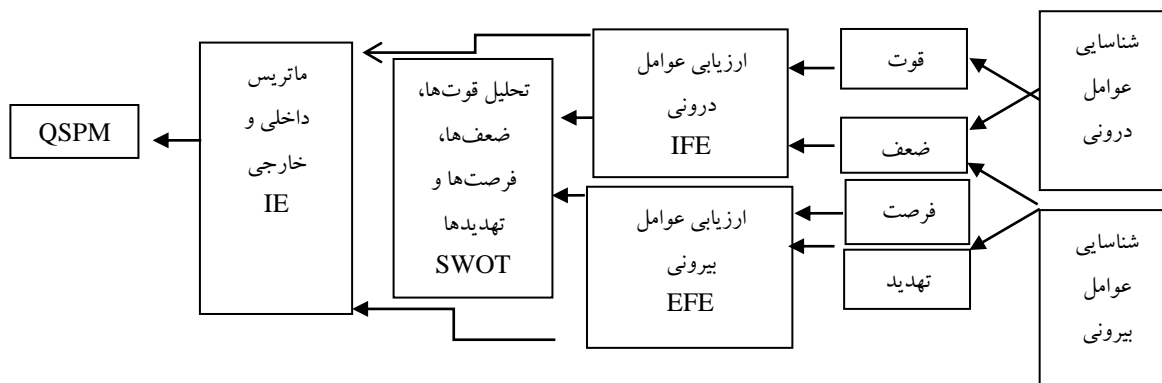 شناسایی
عوامل
درونی
شناسایی
عوامل
بیرونی
قوت
ضعف
فرصت
تهدید
ارزیابی عوامل
درونی
IFE
ارزیابی عوامل
بیرونی
EFE
تحلیل قوت‌ها،
ضعف‌ها،
فرصت‌ها و
تهدیدها
SWOT
ماتریس
داخلی و
خارجی
IE
QSPM